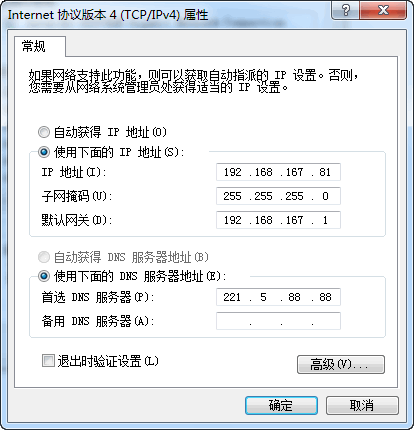 Internet 协议版本 4 (TCP/IPv4) 属性
常规
如果网络支持此功能，则可以获取自动指派的 IP 设置。否则，
您需要从网络系统管理员处获得适当的 IP 设置。
自动获得 IP 地址(O)
使用下面的 IP 地址(S):
IP 地址(I): 192 . 168 . 167 . 81
子网掩码(U): 255 . 255 . 255 . 0
默认网关(D): 192 . 168 . 167 . 1
自动获得 DNS 服务器地址(B)
使用下面的 DNS 服务器地址(E):
首选 DNS 服务器(P): 221 . 5 . 88 . 88
备用 DNS 服务器(A): . . .
退出时验证设置(L)
高级(V)...
确定 取消